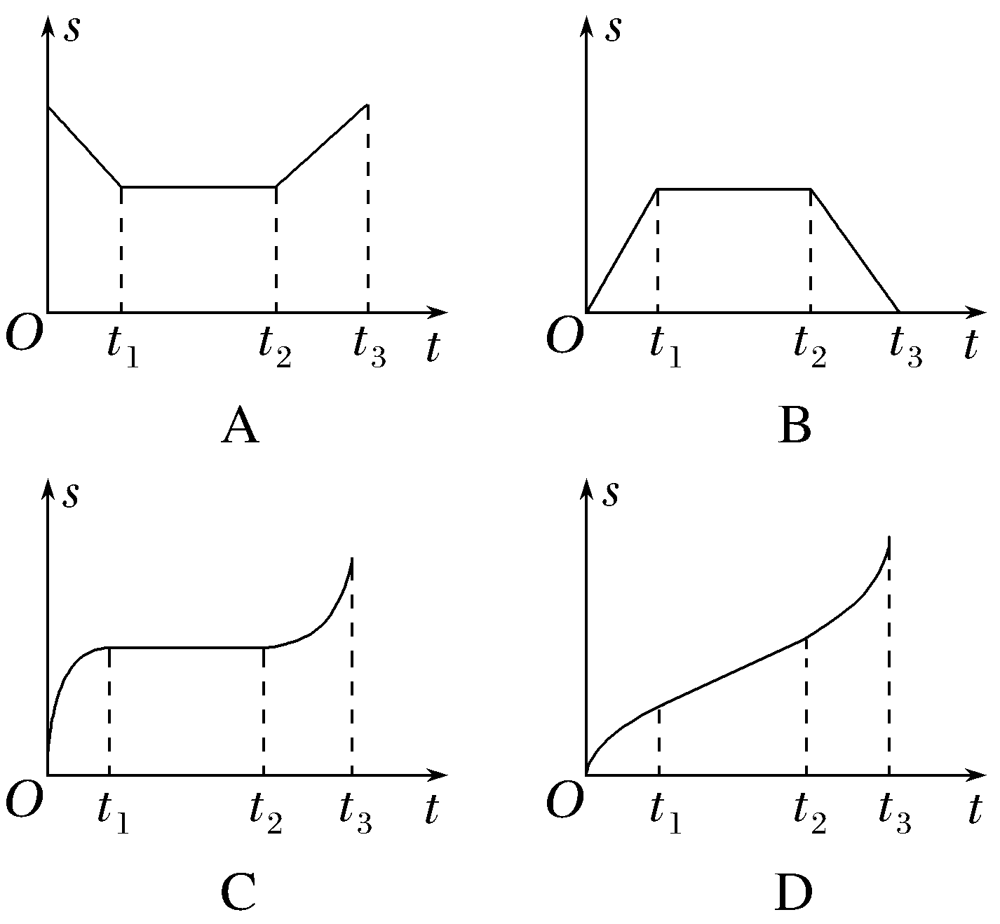 s s
O t₁ t₂ t₃ t O t₁ t₂ t₃ t
A B
s s
O t₁ t₂ t₃ t O t₁ t₂ t₃ t
C D